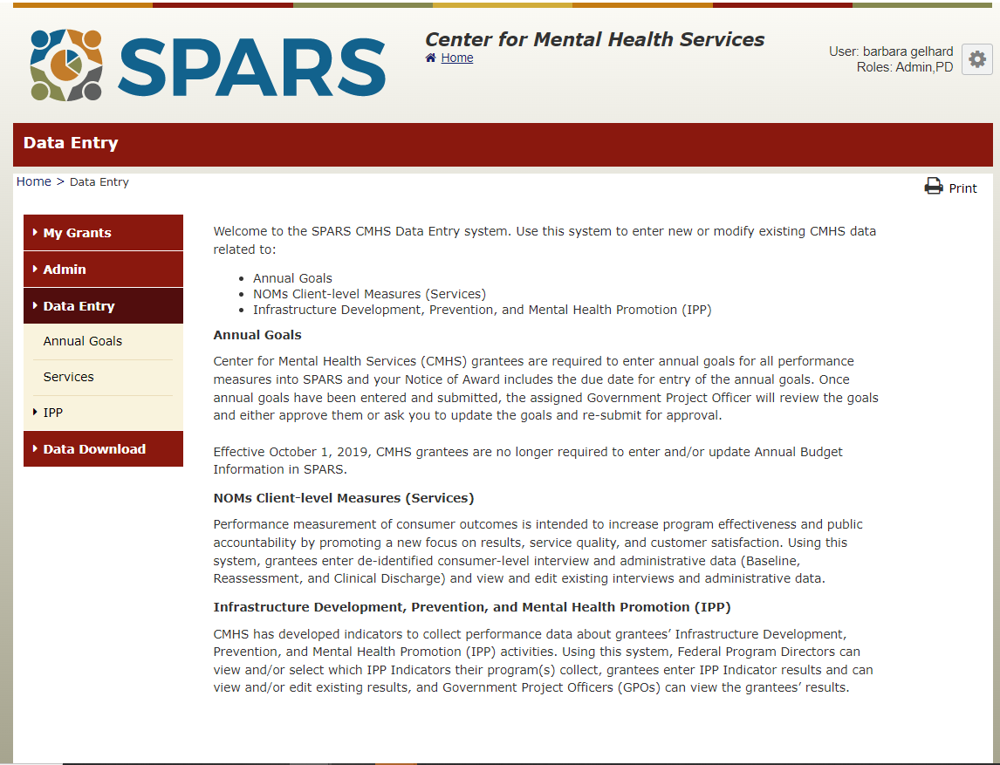 SPARS
Center for Mental Health Services
Home
User: barbara gelhard
Roles: Admin,PD
Data Entry
Home > Data Entry
Print
My Grants
Admin
Data Entry
Annual Goals
Services
IPP
Data Download
Welcome to the SPARS CMHS Data Entry system. Use this system to enter new or modify existing CMHS data
related to:
• Annual Goals
• NOMs Client-level Measures (Services)
• Infrastructure Development, Prevention, and Mental Health Promotion (IPP)
Annual Goals
Center for Mental Health Services (CMHS) grantees are required to enter annual goals for all performance
measures into SPARS and your Notice of Award includes the due date for entry of the annual goals. Once
annual goals have been entered and submitted, the assigned Government Project Officer will review the goals
and either approve them or ask you to update the goals and re-submit for approval.
Effective October 1, 2019, CMHS grantees are no longer required to enter and/or update Annual Budget
Information in SPARS.
NOMs Client-level Measures (Services)
Performance measurement of consumer outcomes is intended to increase program effectiveness and public
accountability by promoting a new focus on results, service quality, and customer satisfaction. Using this
system, grantees enter de-identified consumer-level interview and administrative data (Baseline,
Reassessment, and Clinical Discharge) and view and edit existing interviews and administrative data.
Infrastructure Development, Prevention, and Mental Health Promotion (IPP)
CMHS has developed indicators to collect performance data about grantees’ Infrastructure Development,
Prevention, and Mental Health Promotion (IPP) activities. Using this system, Federal Program Directors can
view and/or select which IPP Indicators their program(s) collect, grantees enter IPP Indicator results and can
view and/or edit existing results, and Government Project Officers (GPOs) can view the grantees’ results.